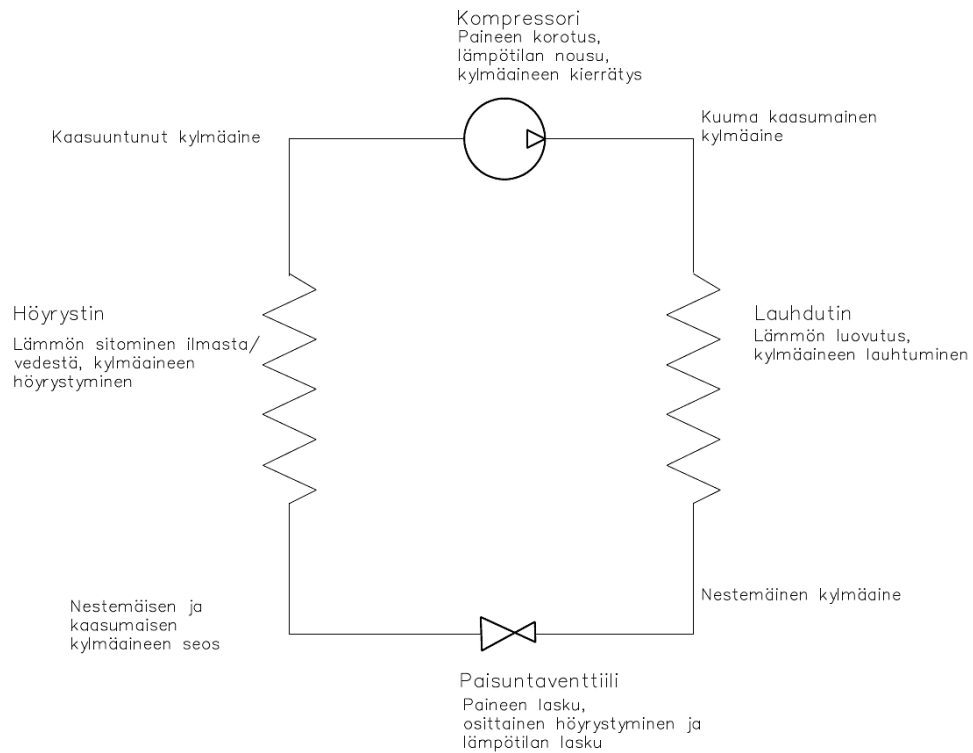 Kompressori
Paineen korotus,
lämpötilan nousu,
kylmäaineen kierrätys
Kaasuuntunut kylmäaine
Kuuma kaasumainen
kylmäaine
Höyrystin
Lämmön sitominen ilmasta/
vedestä, kylmäaineen
höyrystyminen
Lauhdutin
Lämmön luovutus,
kylmäaineen lauhtuminen
Nestemäisen ja
kaasumaisen
kylmäaineen seos
Nestemäinen kylmäaine
Paisuntaventtiili
Paineen lasku,
osittainen höyrystyminen ja
lämpötilan lasku